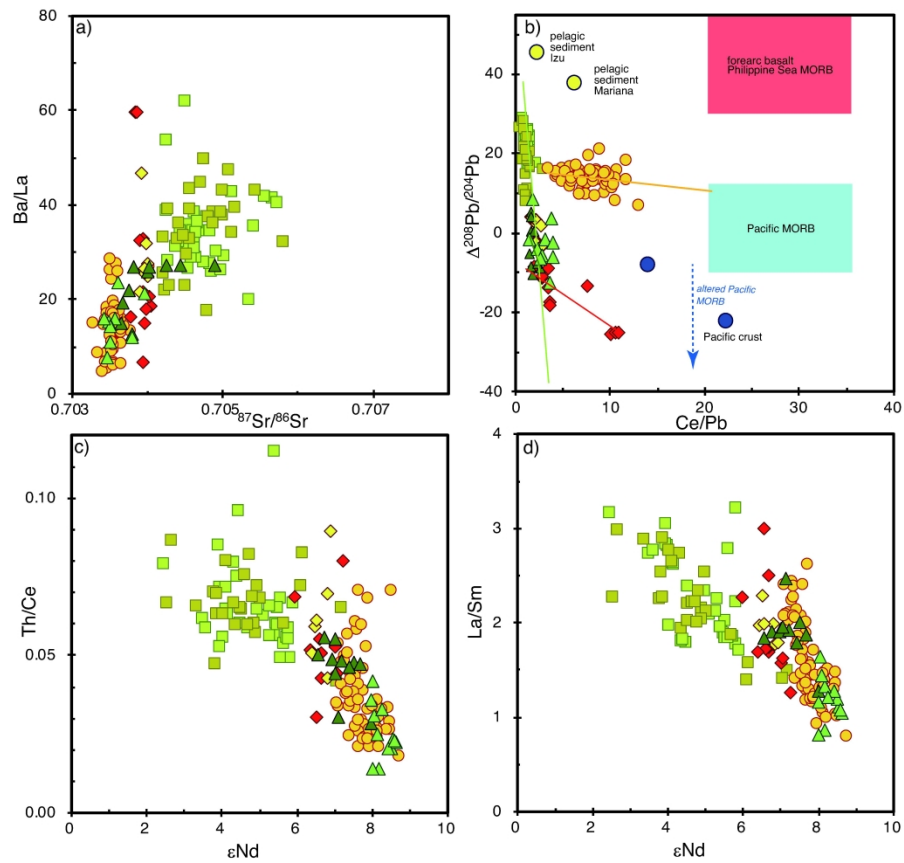 a)
80
60
40
20
0
Ba/La
0.703
0.705
0.707
⁸⁷Sr/⁸⁶Sr
b)
pelagic
sediment
Izu
pelagic
sediment
Mariana
forearc basalt
Philippine Sea MORB
Pacific MORB
altered Pacific
MORB
Pacific crust
40
20
0
-20
-40
Δ²⁰⁸Pb/²⁰⁴Pb
0
10
20
30
40
Ce/Pb
c)
0.10
0.05
0.00
Th/Ce
0
2
4
6
8
10
εNd
d)
4
3
2
1
0
La/Sm
0
2
4
6
8
10
εNd